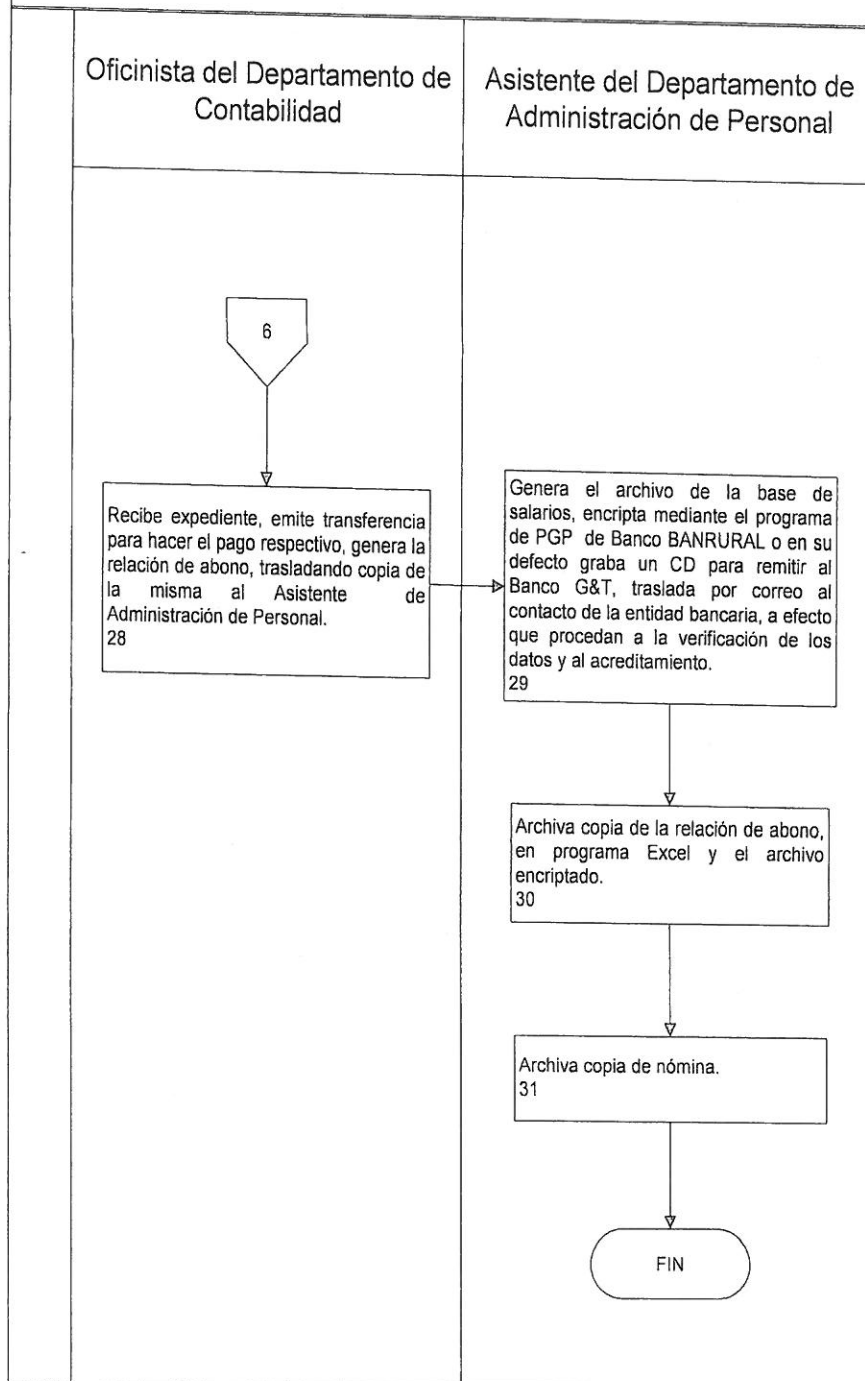 Oficinista del Departamento de
Contabilidad
Asistente del Departamento de
Administración de Personal
6
Recibe expediente, emite transferencia
para hacer el pago respectivo, genera la
relación de abono, trasladando copia de
la misma al Asistente de
Administración de Personal.
28
Genera el archivo de la base de
salarios, encripta mediante el programa
de PGP de Banco BANRURAL o en su
defecto graba un CD para remitir al
Banco G&T, traslada por correo al
contacto de la entidad bancaria, a efecto
que procedan a la verificación de los
datos y al acreditamiento.
29
Archiva copia de la relación de abono,
en programa Excel y el archivo
encriptado.
30
Archiva copia de nómina.
31
FIN